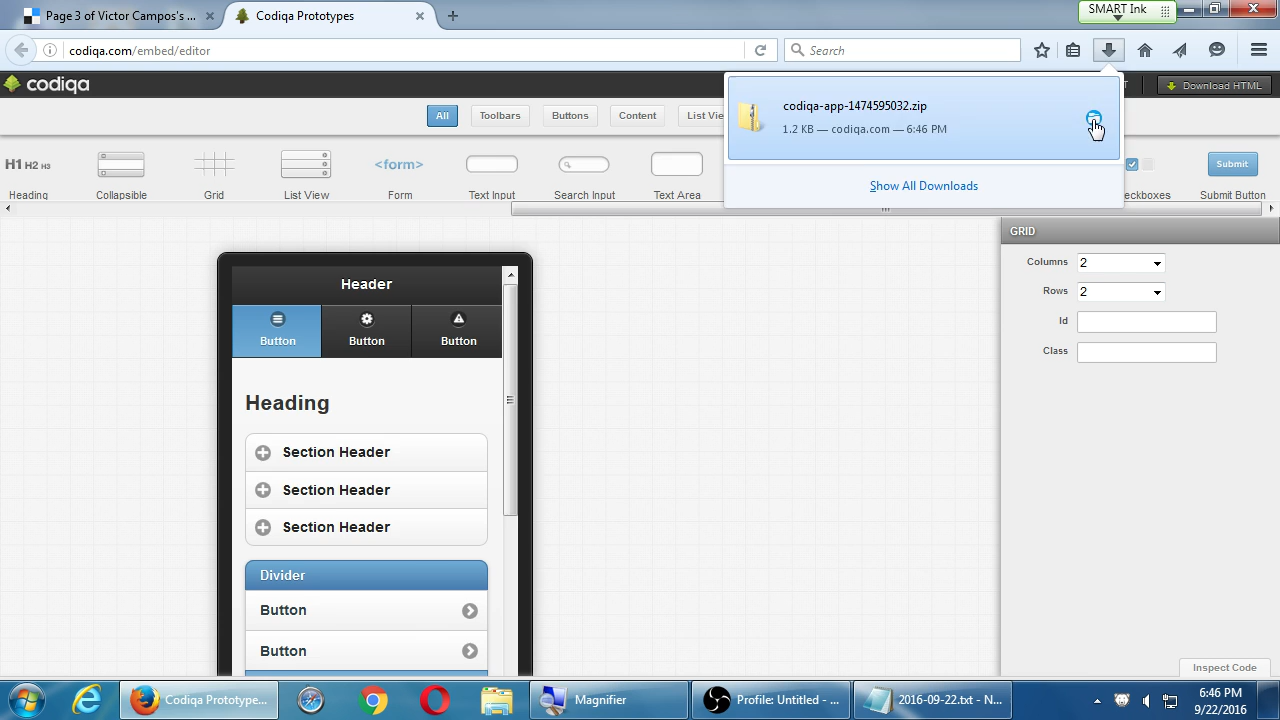 Page 3 of Victor Campos's ...
Codiqa Prototypes
SMART Ink
codiqa.com/embed/editor
Search
codiqa
T
Download HTML
codiqa-app-1474595032.zip
1.2 KB — codiqa.com — 6:46 PM
Show All Downloads
All
Toolbars
Buttons
Content
List Vie
H1 H2 H3
<form>
Submit
Heading
Collapsible
Grid
List View
Form
Text Input
Search Input
Text Area
eckboxes
Submit Button
GRID
Columns
2
Rows
2
Id
Class
Header
Button
Button
Button
Heading
Section Header
Section Header
Section Header
Divider
Button
Button
Inspect Code
Codiqa Prototype...
Magnifier
Profile: Untitled - ...
2016-09-22.txt - N...
6:46 PM
9/22/2016